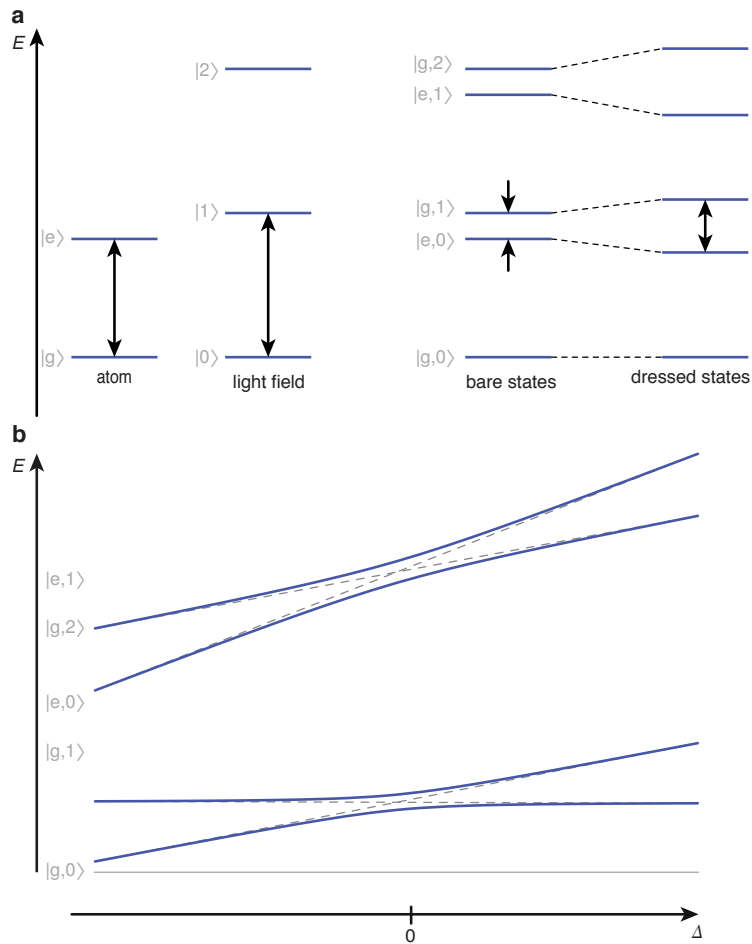 a
E
|2⟩
|g,2⟩
|e,1⟩
|1⟩
|g,1⟩
|e⟩
|e,0⟩
|g⟩
|0⟩
|g,0⟩
atom
light field
bare states
dressed states
b
E
|e,1⟩
|g,2⟩
|e,0⟩
|g,1⟩
|g,0⟩
0
Δ